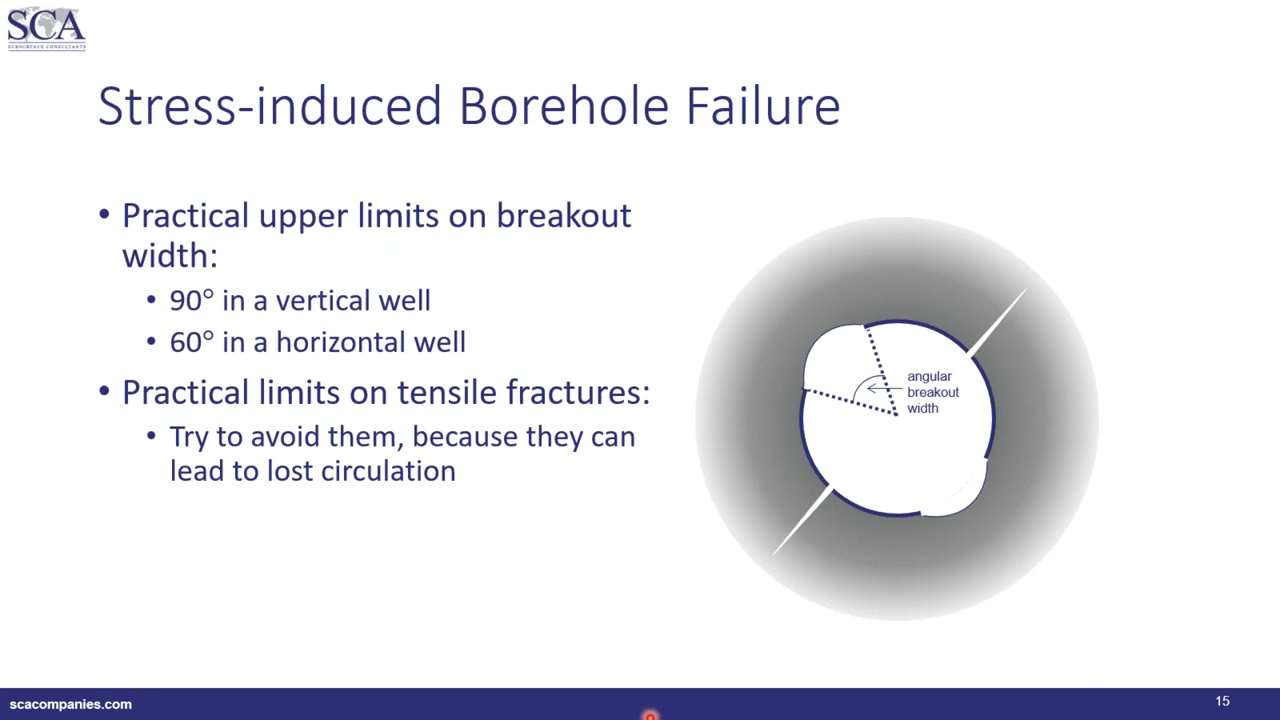 SCA
SUBSURFACE CONSULTANTS
Stress-induced Borehole Failure
• Practical upper limits on breakout
width:
• 90° in a vertical well
• 60° in a horizontal well
• Practical limits on tensile fractures:
• Try to avoid them, because they can
lead to lost circulation
angular
breakout
width
scacompanies.com
15